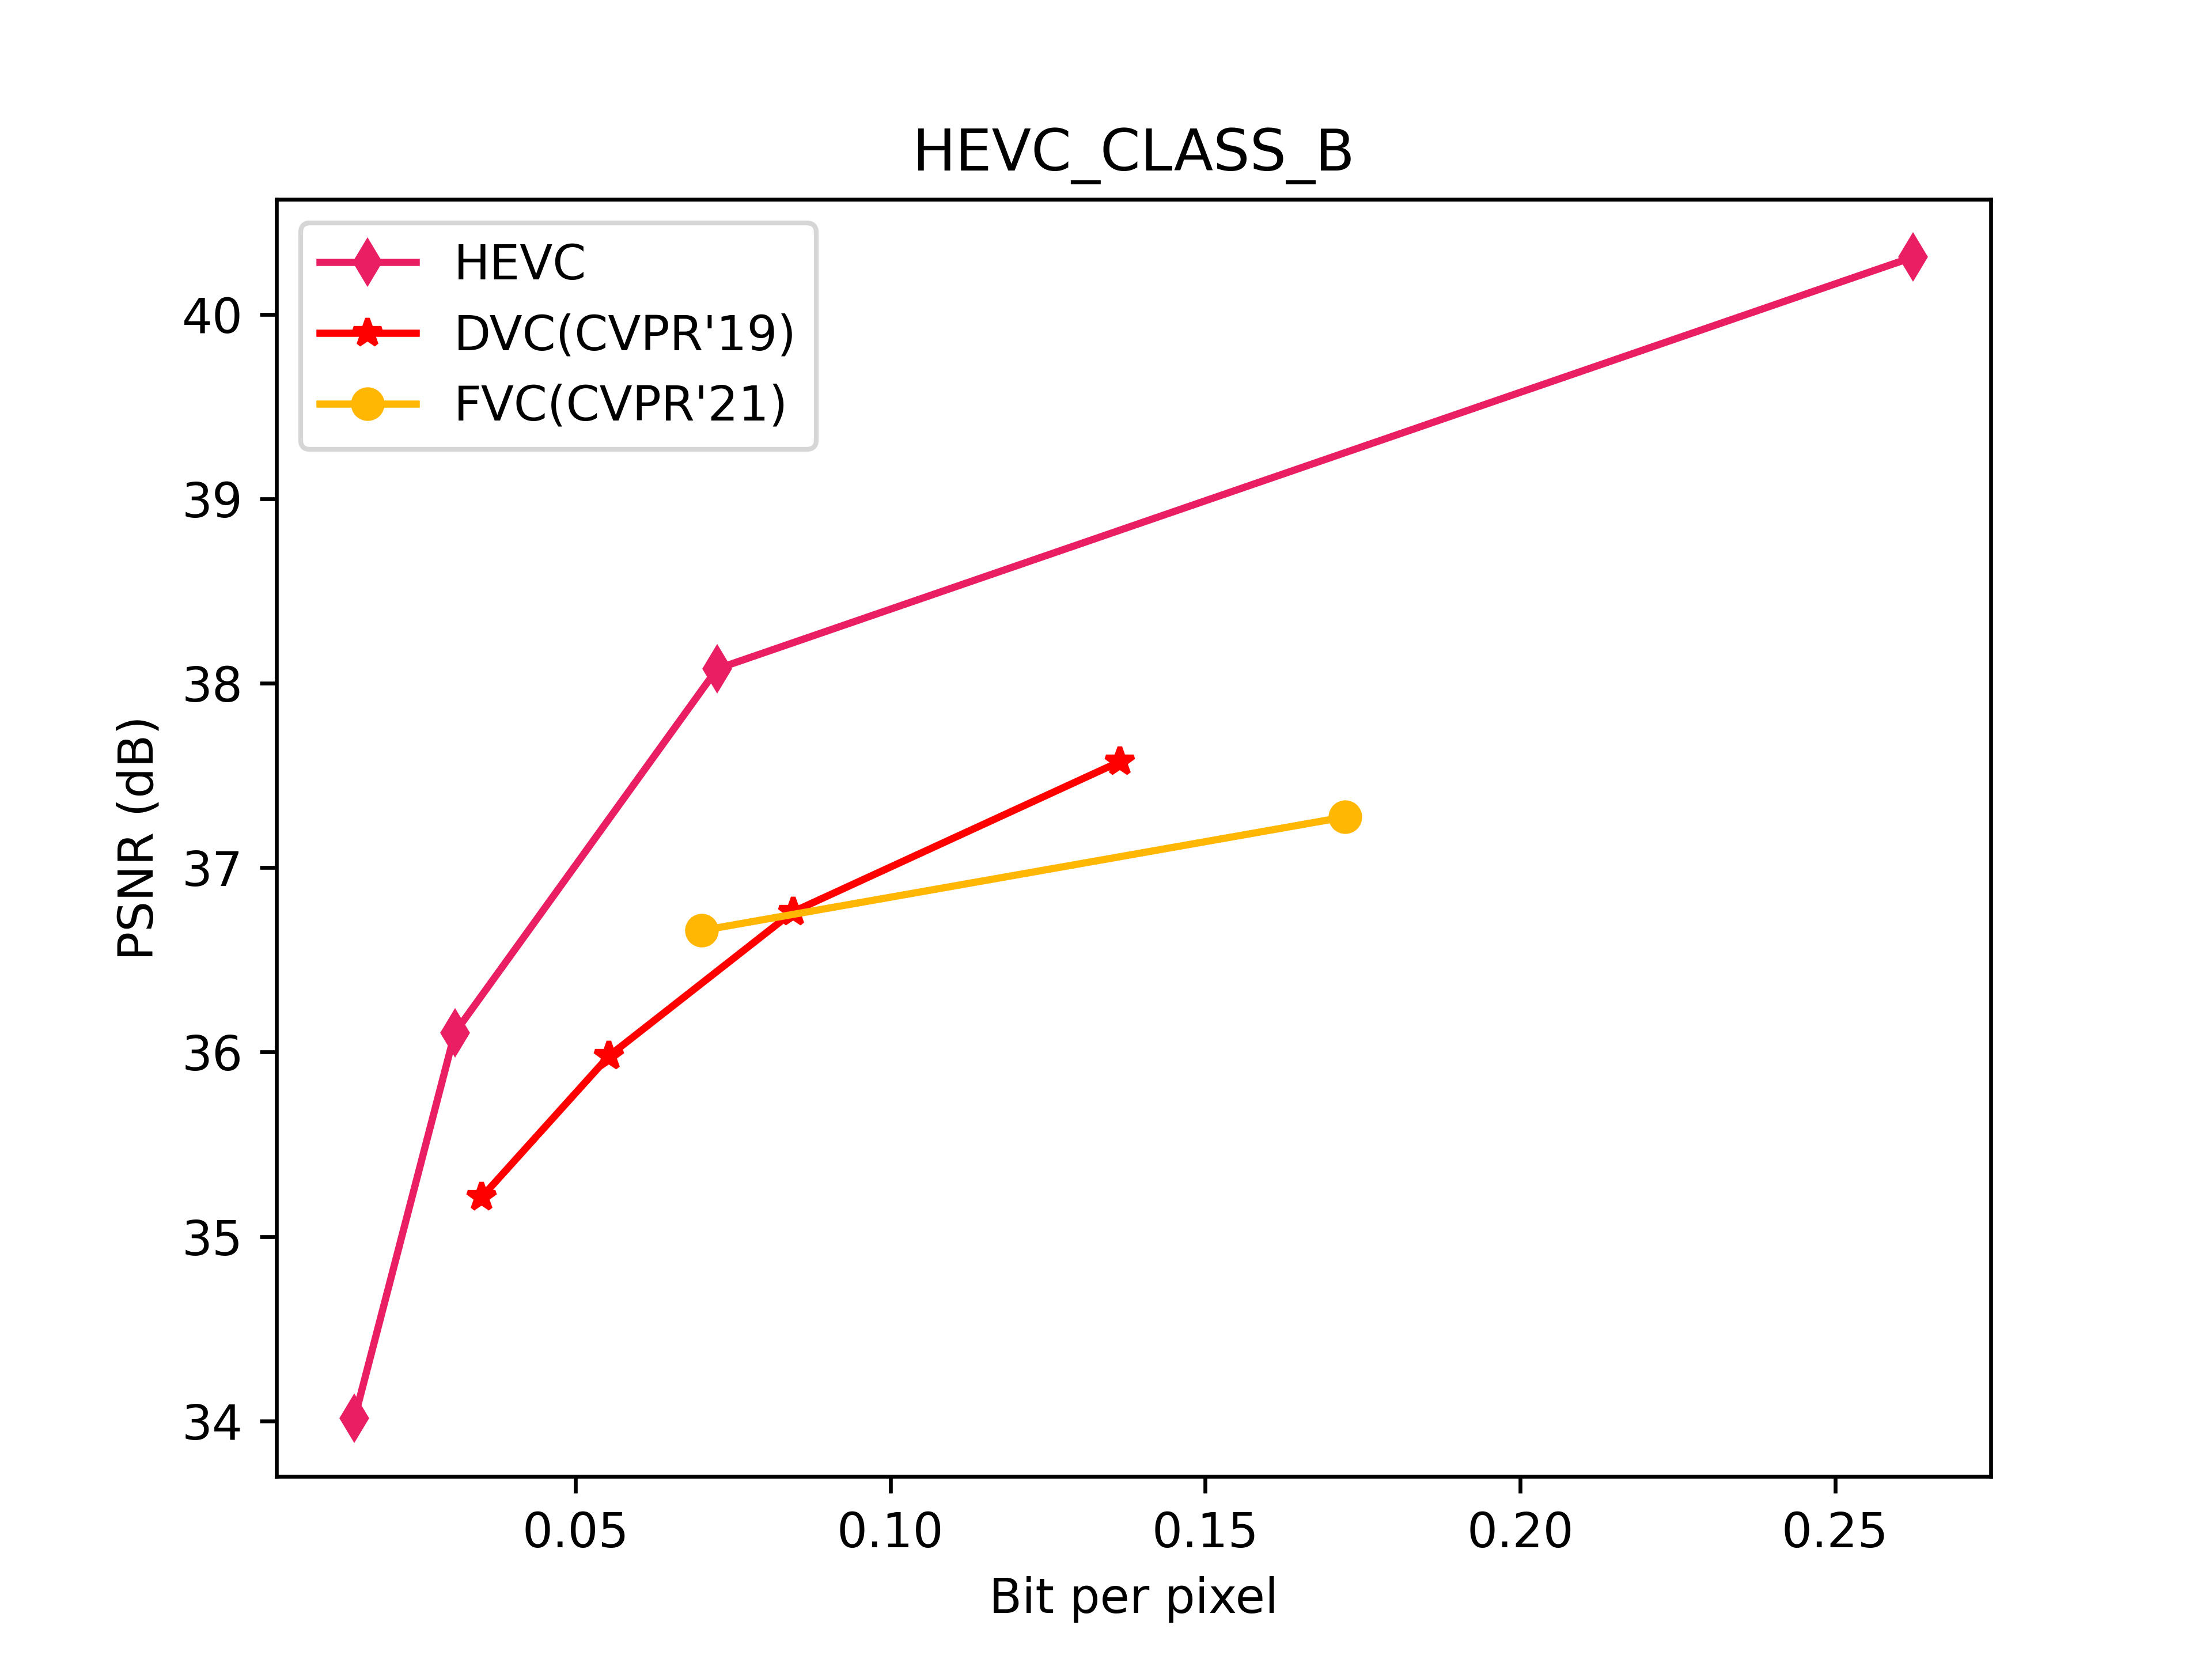 HEVC_CLASS_B
HEVC
DVC(CVPR'19)
FVC(CVPR'21)
40
39
38
37
36
35
34
PSNR (dB)
0.05 0.10 0.15 0.20 0.25
Bit per pixel